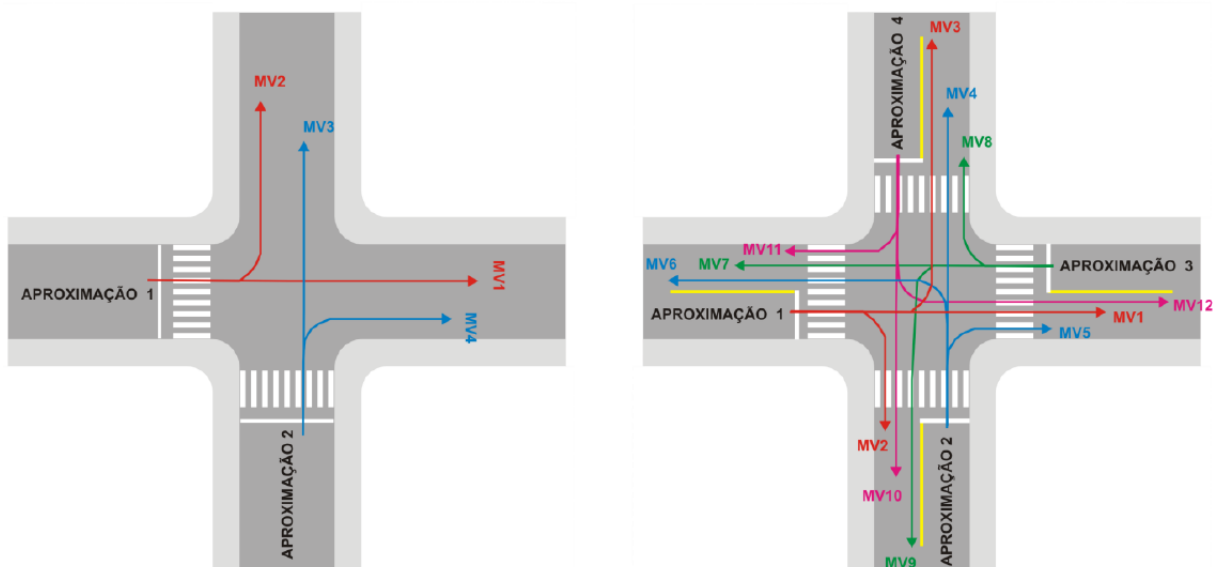 MV2
MV3
MV1
APROXIMAÇÃO 1
MV4
APROXIMAÇÃO 2
APROXIMAÇÃO 4
MV3
MV4
MV8
MV11
MV6
MV7
APROXIMAÇÃO 3
MV12
APROXIMAÇÃO 1
MV1
MV5
MV2
MV10
APROXIMAÇÃO 2
MV9